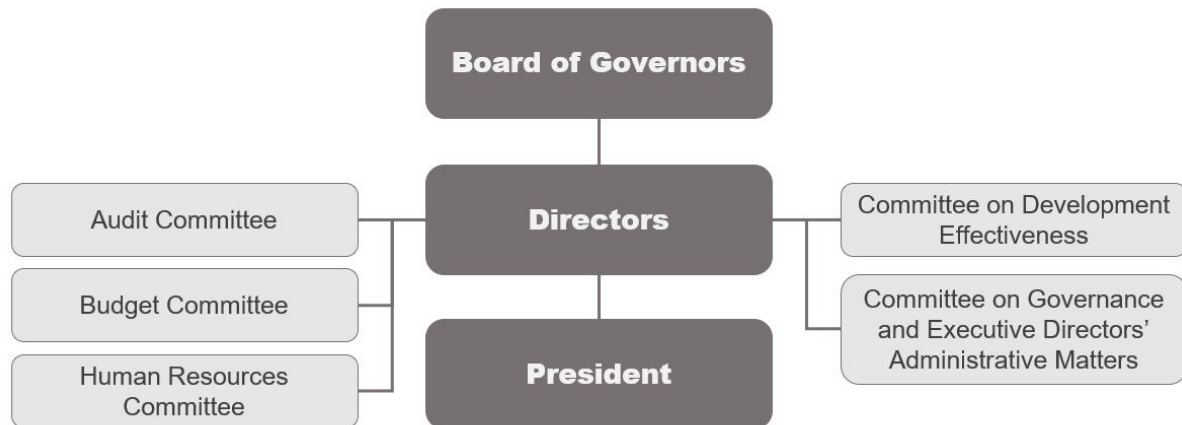 Board of Governors
Directors
President
Audit Committee
Budget Committee
Human Resources
Committee
Committee on Development
Effectiveness
Committee on Governance
and Executive Directors’
Administrative Matters